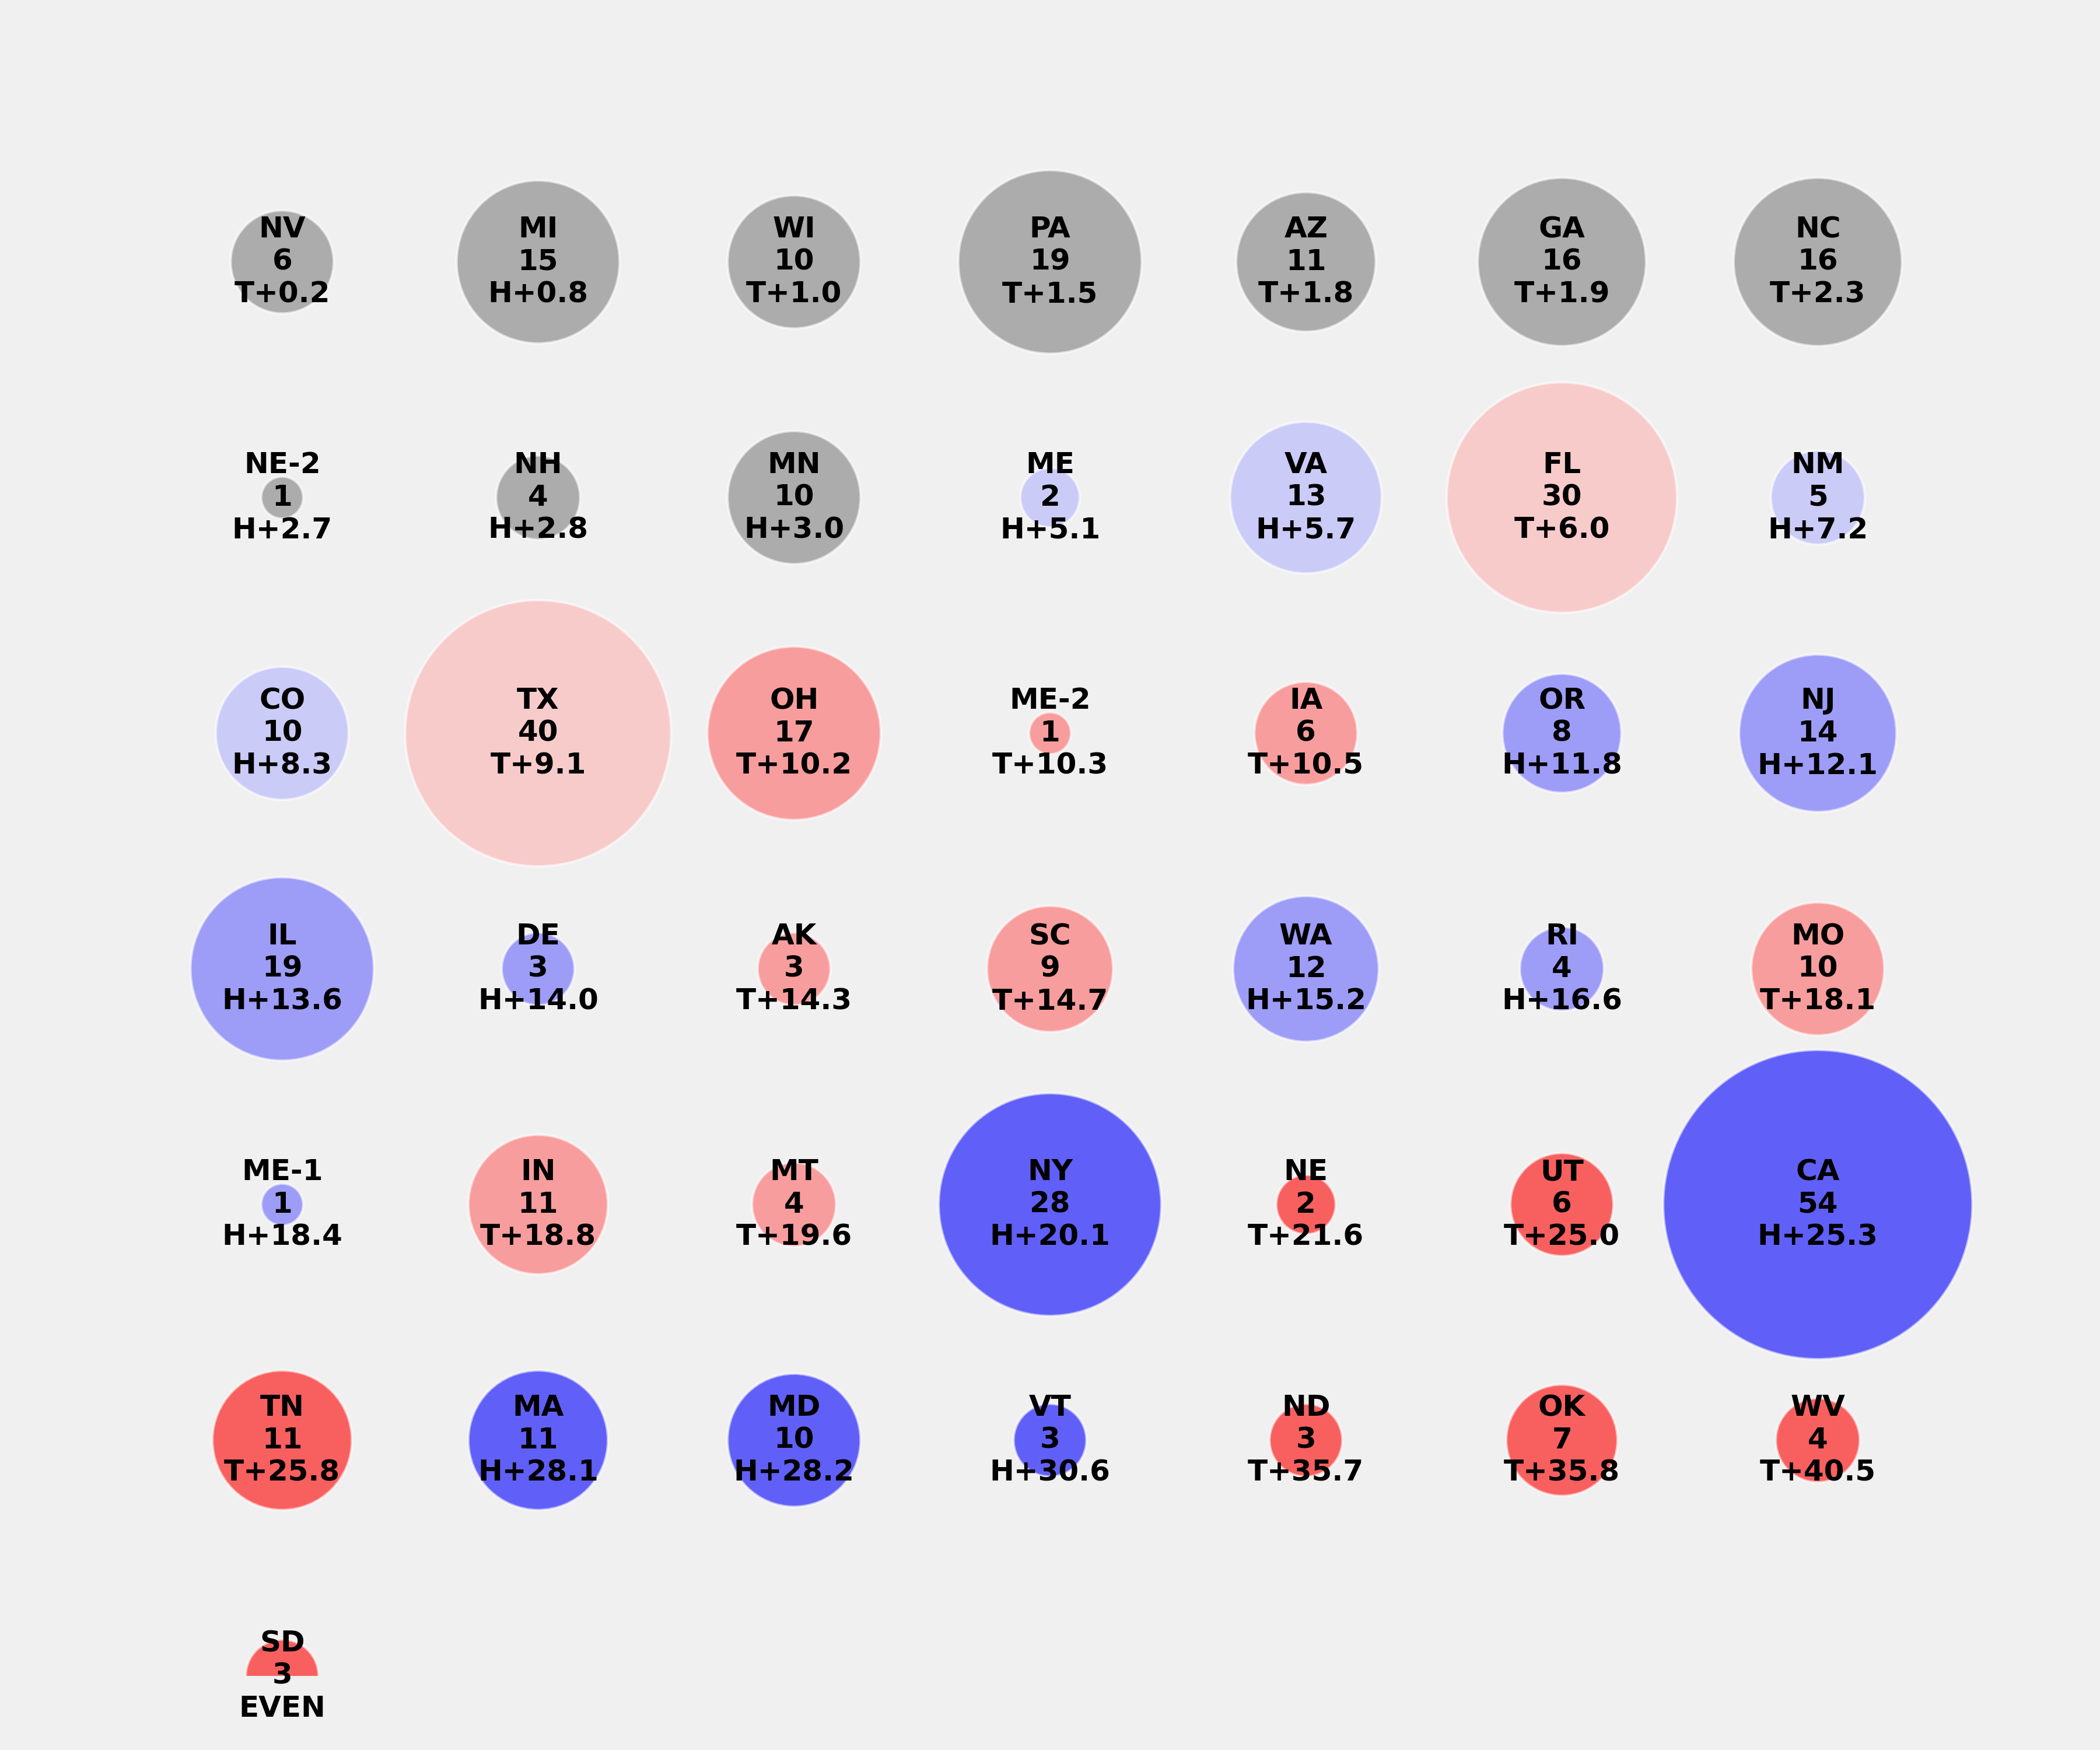 NV
6
T+0.2
MI
15
H+0.8
WI
10
T+1.0
PA
19
T+1.5
AZ
11
T+1.8
GA
16
T+1.9
NC
16
T+2.3
NE-2
1
H+2.7
NH
4
H+2.8
MN
10
H+3.0
ME
2
H+5.1
VA
13
H+5.7
FL
30
T+6.0
NM
5
H+7.2
CO
10
H+8.3
TX
40
T+9.1
OH
17
T+10.2
ME-2
1
T+10.3
IA
6
T+10.5
OR
8
H+11.8
NJ
14
H+12.1
IL
19
H+13.6
DE
3
H+14.0
AK
3
T+14.3
SC
9
T+14.7
WA
12
H+15.2
RI
4
H+16.6
MO
10
T+18.1
ME-1
1
H+18.4
IN
11
T+18.8
MT
4
T+19.6
NY
28
H+20.1
NE
2
T+21.6
UT
6
T+25.0
CA
54
H+25.3
TN
11
T+25.8
MA
11
H+28.1
MD
10
H+28.2
VT
3
H+30.6
ND
3
T+35.7
OK
7
T+35.8
WV
4
T+40.5
SD
3
EVEN